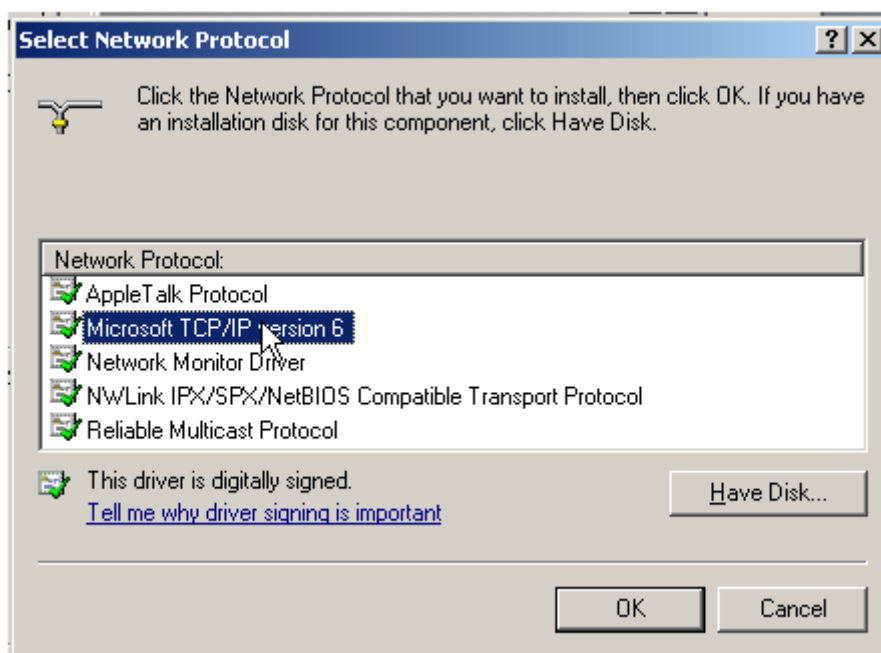 Select Network Protocol
Click the Network Protocol that you want to install, then click OK. If you have
an installation disk for this component, click Have Disk.
Network Protocol:
AppleTalk Protocol
Microsoft TCP/IP version 6
Network Monitor Driver
NWLink IPX/SPX/NetBIOS Compatible Transport Protocol
Reliable Multicast Protocol
This driver is digitally signed.
Have Disk...
Tell me why driver signing is important
OK
Cancel